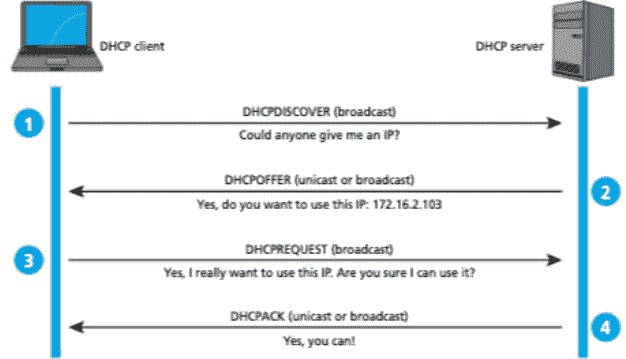 DHCP client
DHCP server
1
DHCPDISCOVER (broadcast)
Could anyone give me an IP?
DHCPOFFER (unicast or broadcast)
2
Yes, do you want to use this IP: 172.16.2.103
DHCPREQUEST (broadcast)
3
Yes, I really want to use this IP. Are you sure I can use it?
DHCPACK (unicast or broadcast)
4
Yes, you can!